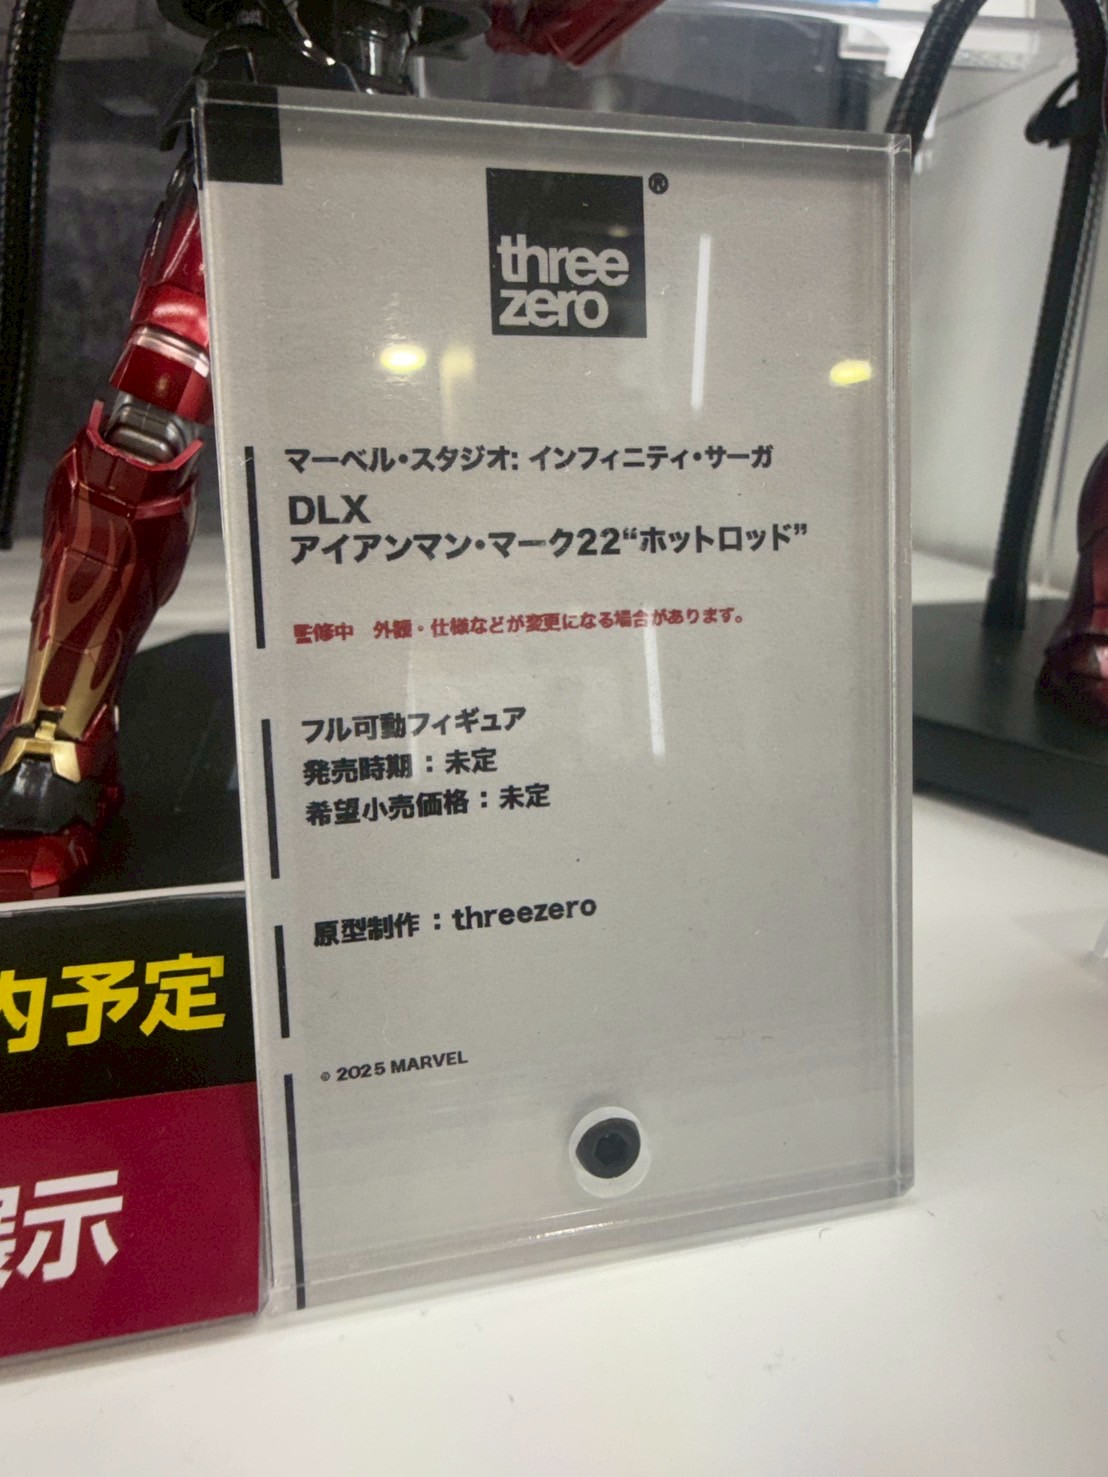 three
zero
®
マーベル・スタジオ: インフィニティ・サーガ
DLX
アイアンマン・マーク22“ホットロッド”
監修中　外観・仕様などが変更になる場合があります。
フル可動フィギュア
発売時期：未定
希望小売価格：未定
原型制作：threezero
© 2025 MARVEL
内予定
展示